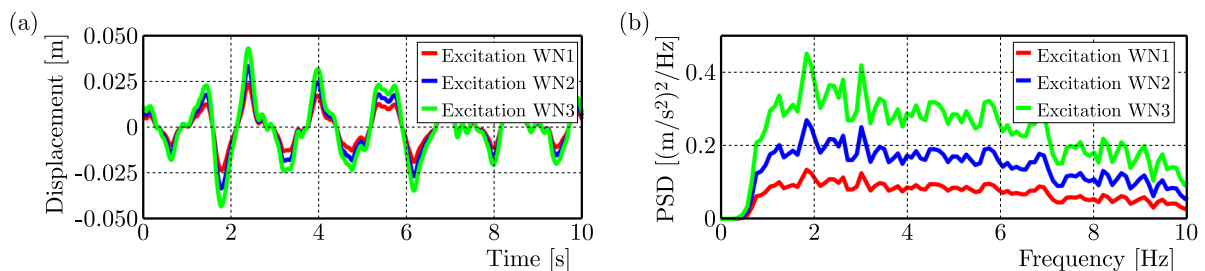 (a)
Displacement [m]
0.050
0.025
0
-0.025
-0.050
0
2
4
6
8
10
Time [s]
Excitation WN1
Excitation WN2
Excitation WN3
(b)
PSD [(m/s²)²/Hz]
0.4
0.2
0
0
2
4
6
8
10
Frequency [Hz]
Excitation WN1
Excitation WN2
Excitation WN3